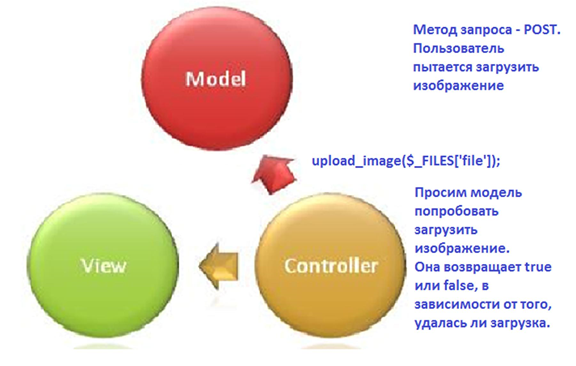 Метод запроса - POST.
Пользователь
пытается загрузить
изображение
Model
upload_image($_FILES['file']);
Просим модель
попробовать
загрузить
изображение.
Она возвращает true
или false, в
зависимости от того,
удалась ли загрузка.
View
Controller